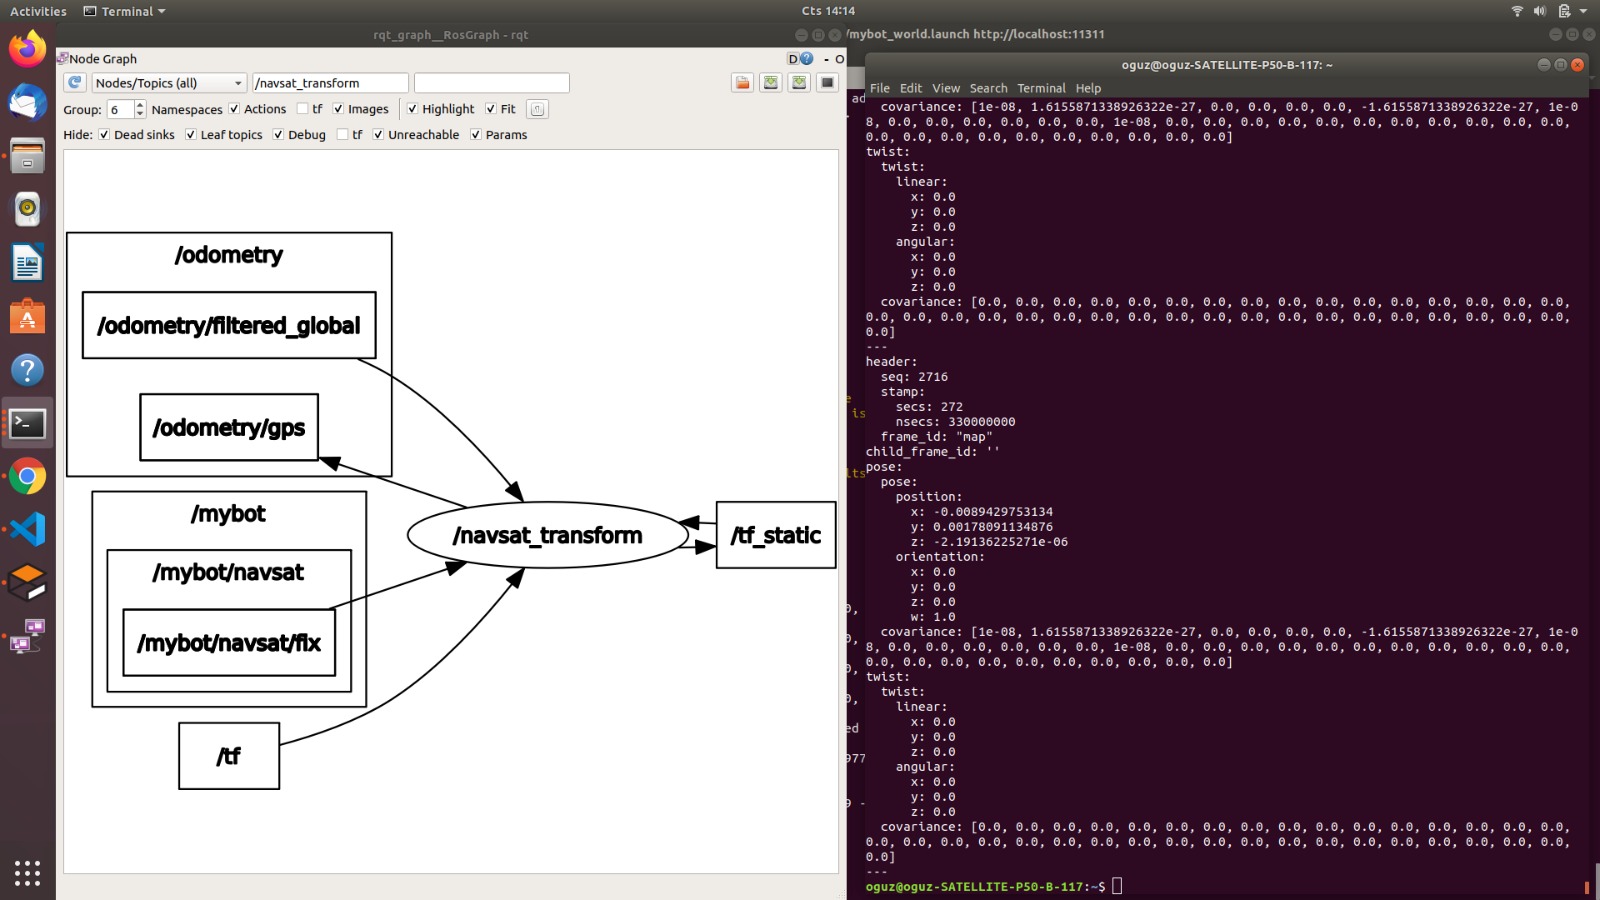 Activities
Terminal
Cts 14:14
rqt_graph__RosGraph - rqt
/mybot_world.launch http://localhost:11311
Node Graph
D
- O
Nodes/Topics (all)
/navsat_transform
Group: 6 Namespaces Actions tf Images Highlight Fit
Hide: Dead sinks Leaf topics Debug tf Unreachable Params
/odometry
/odometry/filtered_global
/odometry/gps
/mybot
/mybot/navsat
/mybot/navsat/fix
/tf
/navsat_transform
/tf_static
ad
e
is
lts
0,
0,
0,
0,
ed
977
9 -
oguz@oguz-SATELLITE-P50-B-117: ~
File Edit View Search Terminal Help
covariance: [1e-08, 1.6155871338926322e-27, 0.0, 0.0, 0.0, 0.0, -1.6155871338926322e-27, 1e-0
8, 0.0, 0.0, 0.0, 0.0, 0.0, 0.0, 1e-08, 0.0, 0.0, 0.0, 0.0, 0.0, 0.0, 0.0, 0.0, 0.0, 0.0, 0.0,
0.0, 0.0, 0.0, 0.0, 0.0, 0.0, 0.0, 0.0, 0.0, 0.0]
twist:
twist:
linear:
x: 0.0
y: 0.0
z: 0.0
angular:
x: 0.0
y: 0.0
z: 0.0
covariance: [0.0, 0.0, 0.0, 0.0, 0.0, 0.0, 0.0, 0.0, 0.0, 0.0, 0.0, 0.0, 0.0, 0.0, 0.0, 0.0,
0.0, 0.0, 0.0, 0.0, 0.0, 0.0, 0.0, 0.0, 0.0, 0.0, 0.0, 0.0, 0.0, 0.0, 0.0, 0.0, 0.0, 0.0, 0.0,
0.0]
---
header:
seq: 2716
stamp:
secs: 272
nsecs: 330000000
frame_id: "map"
child_frame_id: ''
pose:
pose:
position:
x: -0.0089429753134
y: 0.00178091134876
z: -2.19136225271e-06
orientation:
x: 0.0
y: 0.0
z: 0.0
w: 1.0
covariance: [1e-08, 1.6155871338926322e-27, 0.0, 0.0, 0.0, 0.0, -1.6155871338926322e-27, 1e-0
8, 0.0, 0.0, 0.0, 0.0, 0.0, 0.0, 1e-08, 0.0, 0.0, 0.0, 0.0, 0.0, 0.0, 0.0, 0.0, 0.0, 0.0, 0.0,
0.0, 0.0, 0.0, 0.0, 0.0, 0.0, 0.0, 0.0, 0.0, 0.0]
twist:
twist:
linear:
x: 0.0
y: 0.0
z: 0.0
angular:
x: 0.0
y: 0.0
z: 0.0
covariance: [0.0, 0.0, 0.0, 0.0, 0.0, 0.0, 0.0, 0.0, 0.0, 0.0, 0.0, 0.0, 0.0, 0.0, 0.0, 0.0,
0.0, 0.0, 0.0, 0.0, 0.0, 0.0, 0.0, 0.0, 0.0, 0.0, 0.0, 0.0, 0.0, 0.0, 0.0, 0.0, 0.0, 0.0, 0.0,
0.0]
---
oguz@oguz-SATELLITE-P50-B-117:~$